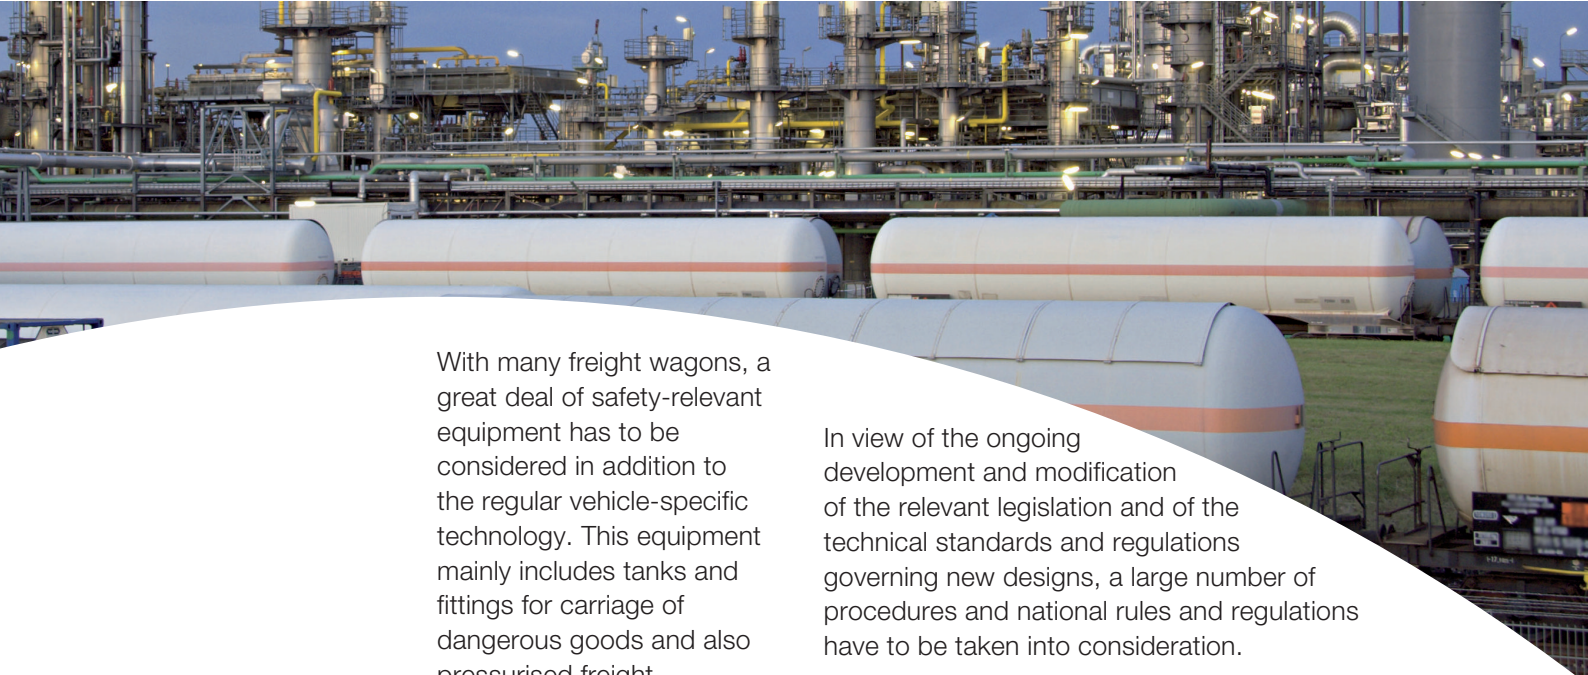 With many freight wagons, a
great deal of safety-relevant
equipment has to be
considered in addition to
the regular vehicle-specific
technology. This equipment
mainly includes tanks and
fittings for carriage of
dangerous goods and also
pressurised freight
In view of the ongoing
development and modification
of the relevant legislation and of the
technical standards and regulations
governing new designs, a large number of
procedures and national rules and regulations
have to be taken into consideration.